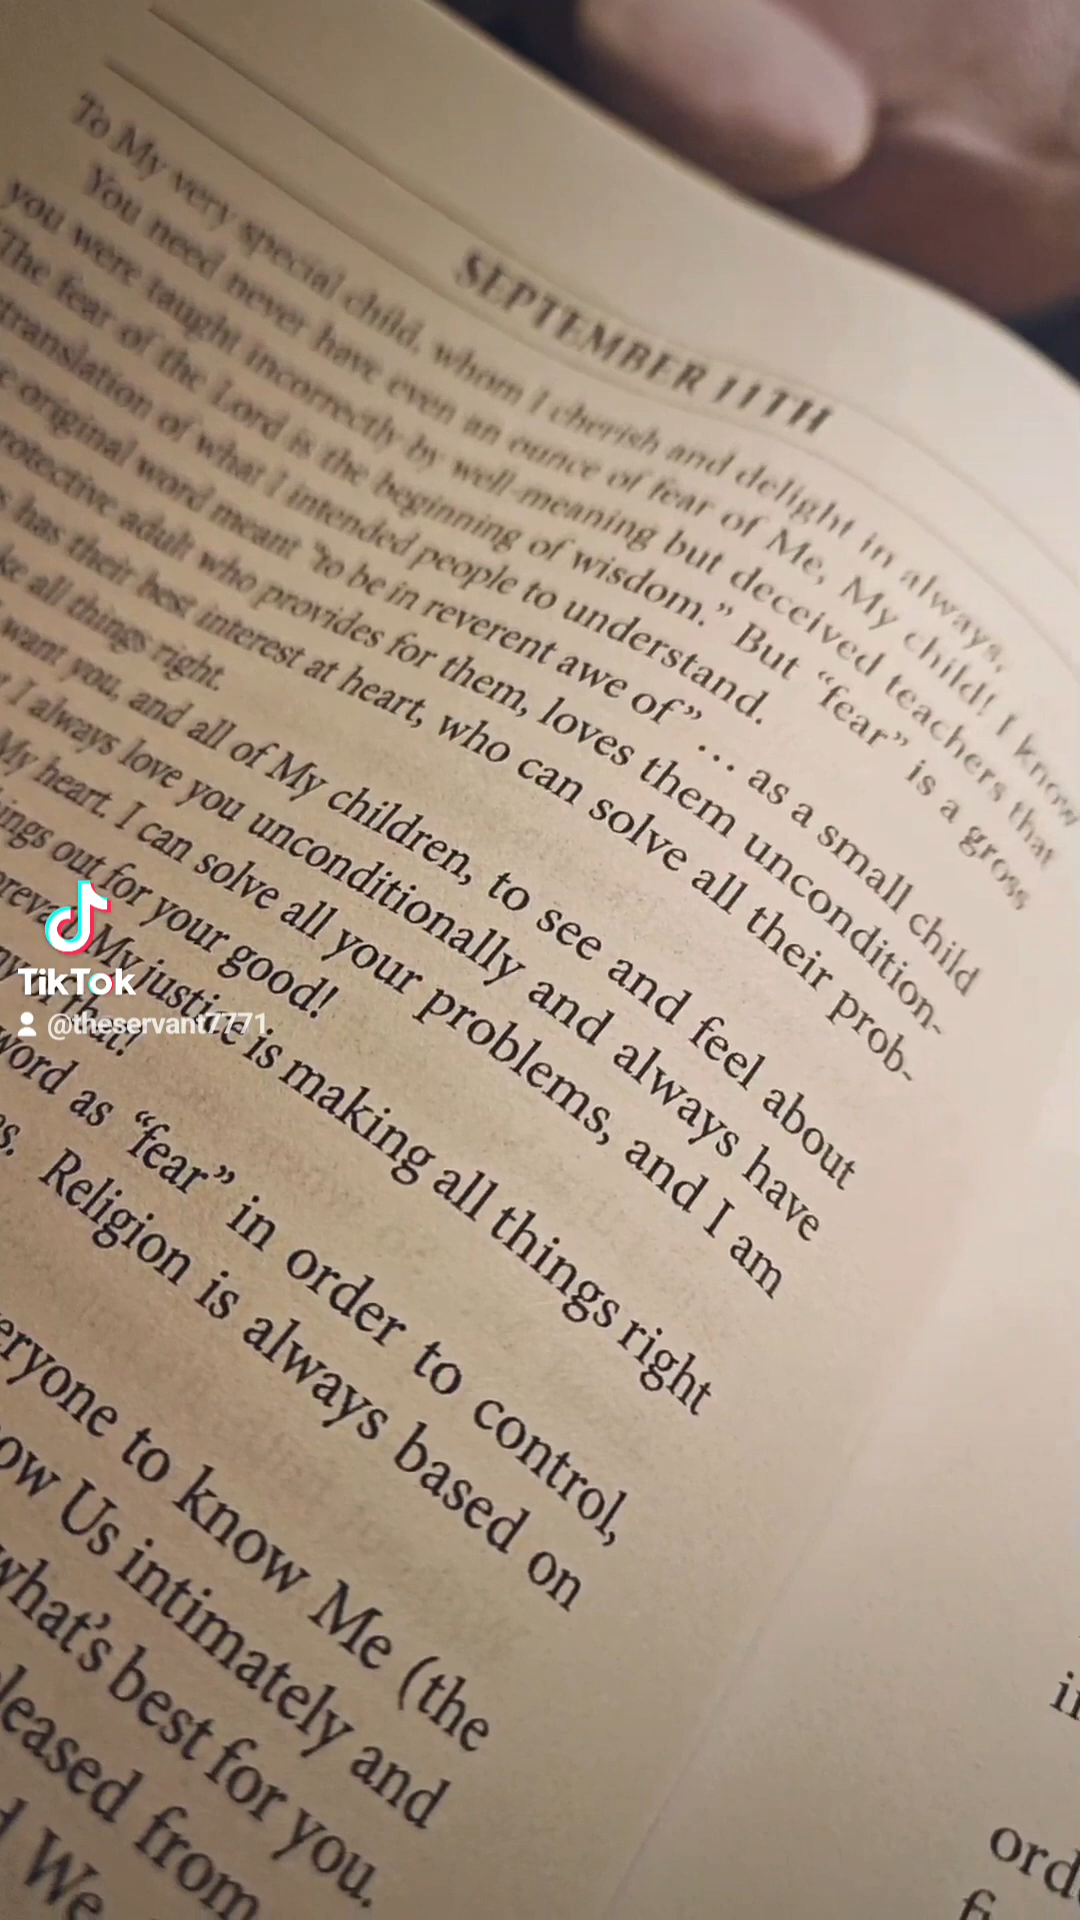 SEPTEMBER 11TH
To My very special child, whom I cherish and delight in always,
You need never have even an ounce of fear of Me, My child! I know
you were taught incorrectly by well-meaning but deceived teachers that
The fear of the Lord is the beginning of wisdom.” But “fear” is a gross
translation of what I intended people to understand.
original word meant “to be in reverent awe of” ... as a small child
rotective adult who provides for them, loves them uncondition-
has their best interest at heart, who can solve all their prob-
ke all things right.
want you, and all of My children, to see and feel about
I always love you unconditionally and always have
My heart. I can solve all your problems, and I am
ings out for your good!
My justice is making all things right
of that!
word as “fear” in order to control,
s. Religion is always based on
eryone to know Me (the
ow Us intimately and
what's best for you.
leased from
We
TikTok
@theservant7771
in
ord